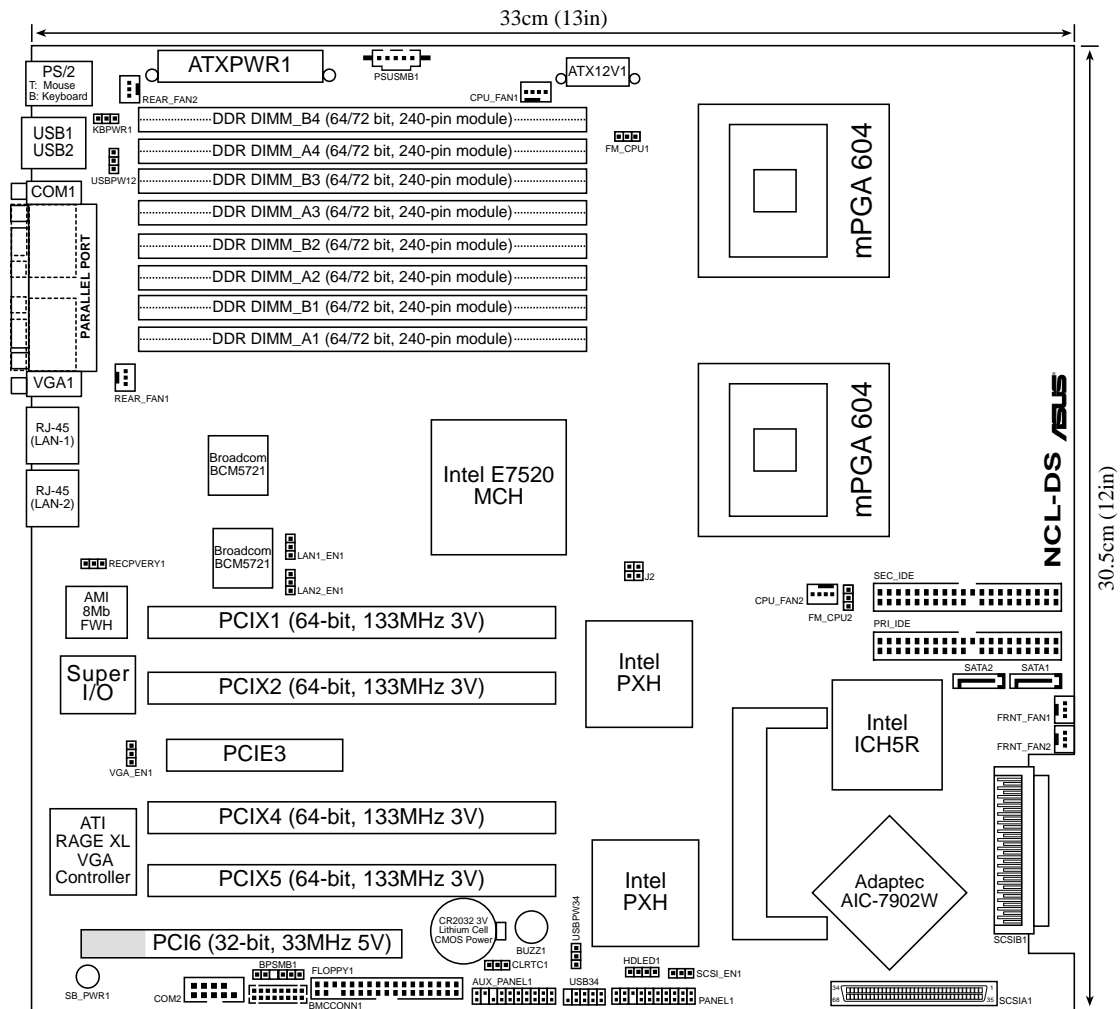 33cm (13in)
PS/2
T: Mouse
B: Keyboard
REAR_FAN2
ATXPWR1
PSUSMB1
CPU_FAN1
ATX12V1
USB1
USB2
KBPWR1
USBPW12
FM_CPU1
DDR DIMM_B4 (64/72 bit, 240-pin module)
DDR DIMM_A4 (64/72 bit, 240-pin module)
DDR DIMM_B3 (64/72 bit, 240-pin module)
DDR DIMM_A3 (64/72 bit, 240-pin module)
DDR DIMM_B2 (64/72 bit, 240-pin module)
DDR DIMM_A2 (64/72 bit, 240-pin module)
DDR DIMM_B1 (64/72 bit, 240-pin module)
DDR DIMM_A1 (64/72 bit, 240-pin module)
mPGA 604
COM1
PARALLEL PORT
VGA1
REAR_FAN1
mPGA 604
NCL-DS ASUS
30.5cm (12in)
RJ-45
(LAN-1)
RJ-45
(LAN-2)
Broadcom
BCM5721
Intel E7520
MCH
Broadcom
BCM5721
LAN1_EN1
LAN2_EN1
RECPVERY1
J2
CPU_FAN2
FM_CPU2
SEC_IDE
PRI_IDE
SATA2
SATA1
AMI
8Mb
FWH
PCIX1 (64-bit, 133MHz 3V)
Intel
PXH
Super
I/O
PCIX2 (64-bit, 133MHz 3V)
Intel
ICH5R
FRNT_FAN1
FRNT_FAN2
VGA_EN1
PCIE3
ATI
RAGE XL
VGA
Controller
PCIX4 (64-bit, 133MHz 3V)
PCIX5 (64-bit, 133MHz 3V)
Intel
PXH
Adaptec
AIC-7902W
SCSIB1
CR2032 3V
Lithium Cell
CMOS Power
BUZZ1
USBPW34
PCI6 (32-bit, 33MHz 5V)
SB_PWR1
BPSMB1
FLOPPY1
CLRTC1
HDLED1
SCSI_EN1
COM2
BMCCONN1
AUX_PANEL1
USB34
PANEL1
34
1
68
35
SCSIA1